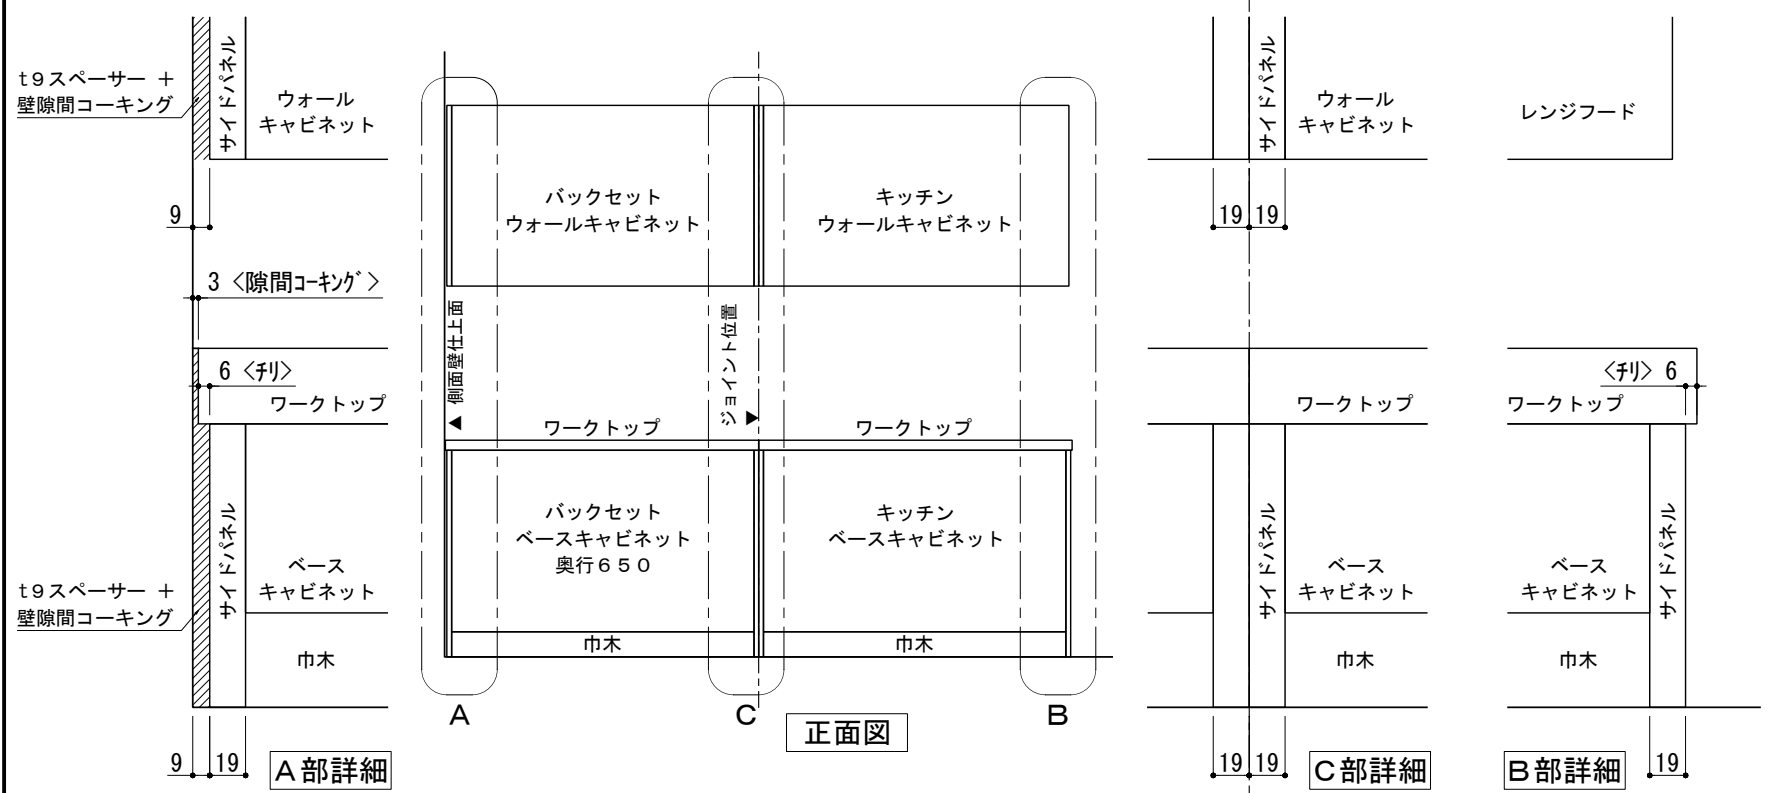 t9スペーサー +
壁隙間コーキング
サイドパネル
ウォール
キャビネット
9
3 <隙間コーキング>
6 <チリ>
ワークトップ
t9スペーサー +
壁隙間コーキング
サイドパネル
ベース
キャビネット
巾木
9
19
A部詳細
バックセット
ウォールキャビネット
キッチン
ウォールキャビネット
▲側面壁仕上面
ジョイント位置▼
ワークトップ
ワークトップ
バックセット
ベースキャビネット
奥行650
キッチン
ベースキャビネット
巾木
巾木
A
C
B
正面図
サイドパネル
ウォール
キャビネット
19 19
ワークトップ
サイドパネル
ベース
キャビネット
巾木
19 19
C部詳細
レンジフード
<チリ> 6
ワークトップ
ベース
キャビネット
サイドパネル
巾木
B部詳細
19